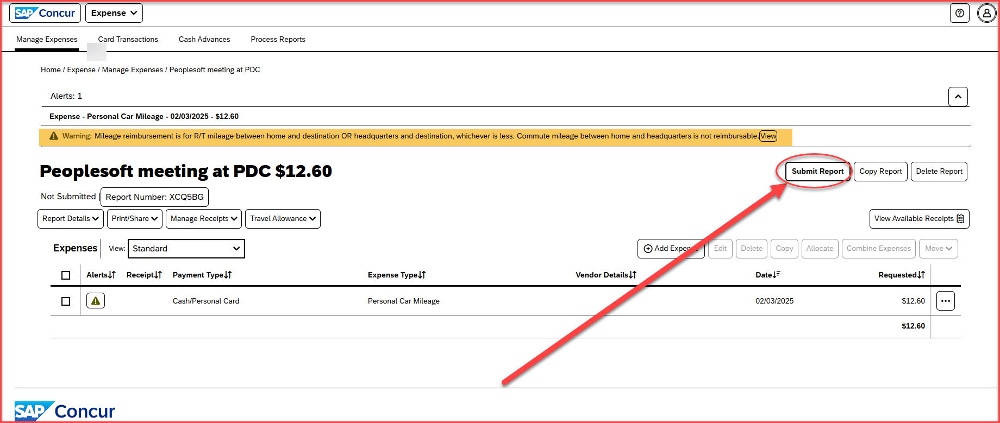 SAP Concur Expense
Manage Expenses Card Transactions Cash Advances Process Reports
Home / Expense / Manage Expenses / Peoplesoft meeting at PDC
Alerts: 1
Expense - Personal Car Mileage - 02/03/2025 - $12.60
Warning: Mileage reimbursement is for R/T mileage between home and destination OR headquarters and destination, whichever is less. Commute mileage between home and headquarters is not reimbursable. View
Peoplesoft meeting at PDC $12.60
Submit Report Copy Report Delete Report
Not Submitted | Report Number: XCQ5BG
Report Details Print/Share Manage Receipts Travel Allowance View Available Receipts
Expenses View: Standard Add Expense Edit Delete Copy Allocate Combine Expenses Move
Alerts Receipt Payment Type Expense Type Vendor Details Date Requested
Cash/Personal Card Personal Car Mileage 02/03/2025 $12.60
$12.60
SAP Concur